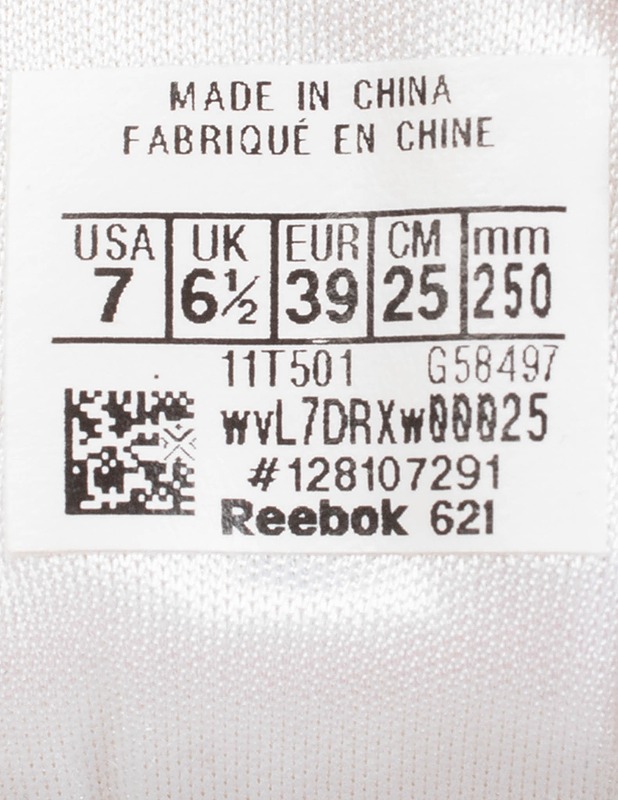 MADE IN CHINA
FABRIQUÉ EN CHINE
USA UK EUR CM mm
7 6½ 39 25 250
11T501 G58497
wvL7DRXw00025
#128107291
Reebok 621